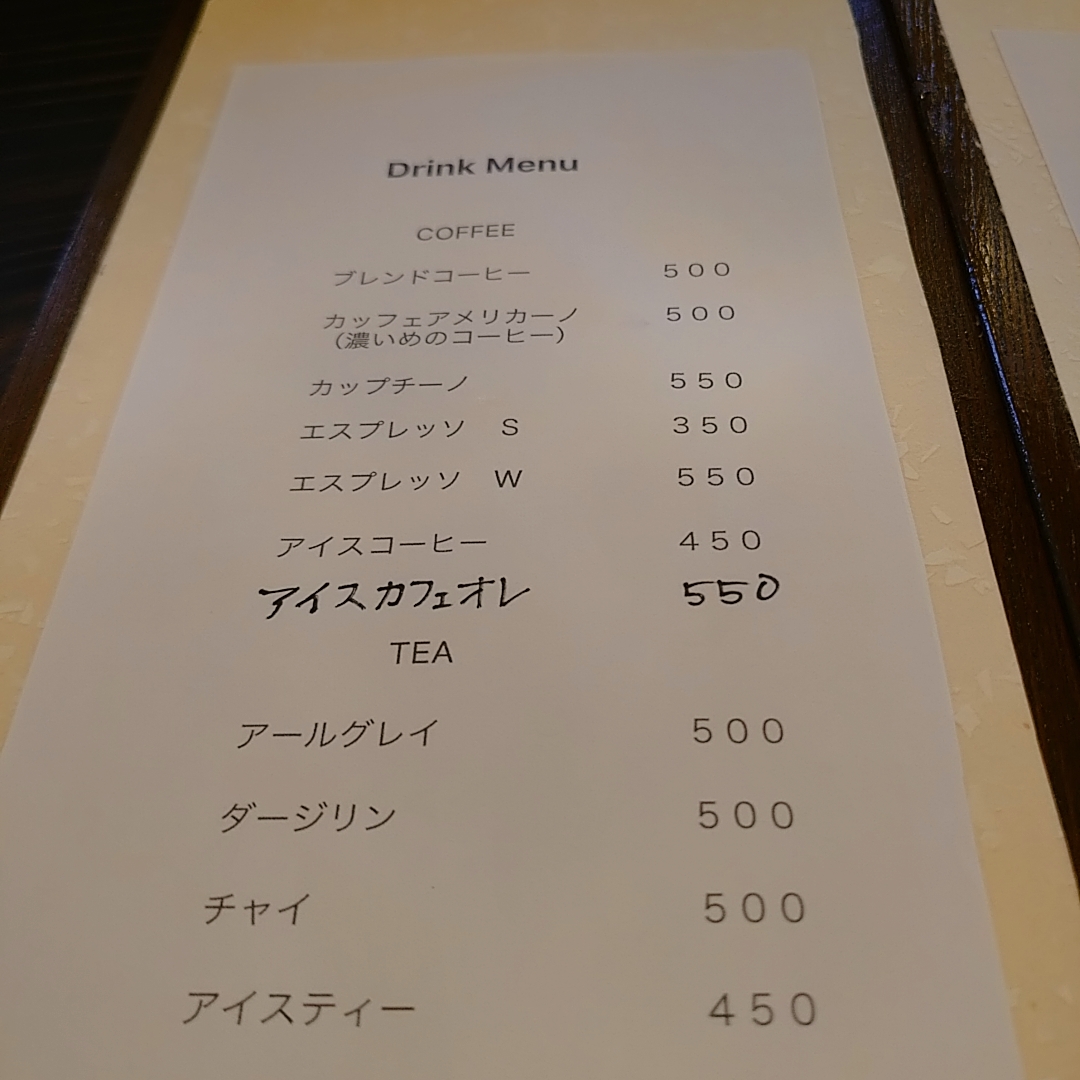 Drink Menu
COFFEE
ブレンドコーヒー ５００
カッフェアメリカーノ ５００
（濃いめのコーヒー）
カップチーノ ５５０
エスプレッソ　S ３５０
エスプレッソ　W ５５０
アイスコーヒー ４５０
アイスカフェオレ 550
TEA
アールグレイ ５００
ダージリン ５００
チャイ ５００
アイスティー ４５０